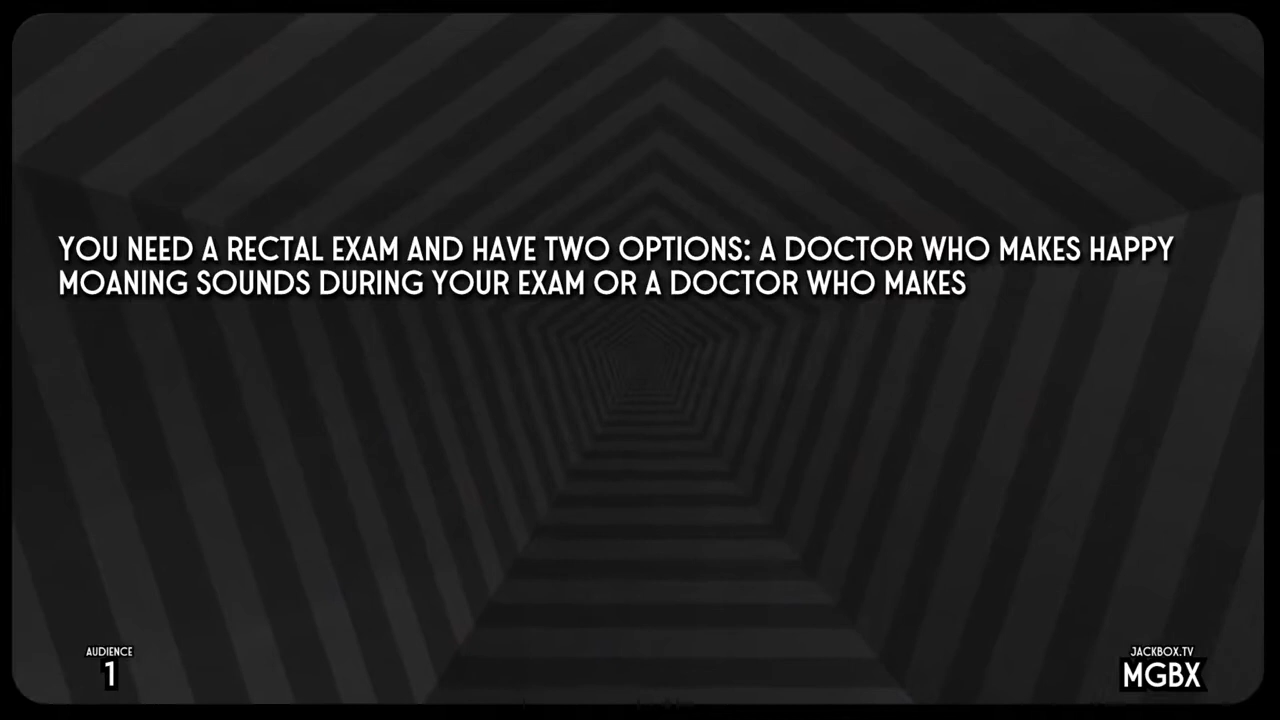 YOU NEED A RECTAL EXAM AND HAVE TWO OPTIONS: A DOCTOR WHO MAKES HAPPY
MOANING SOUNDS DURING YOUR EXAM OR A DOCTOR WHO MAKES
AUDIENCE
1
JACKBOX.TV
MGBX